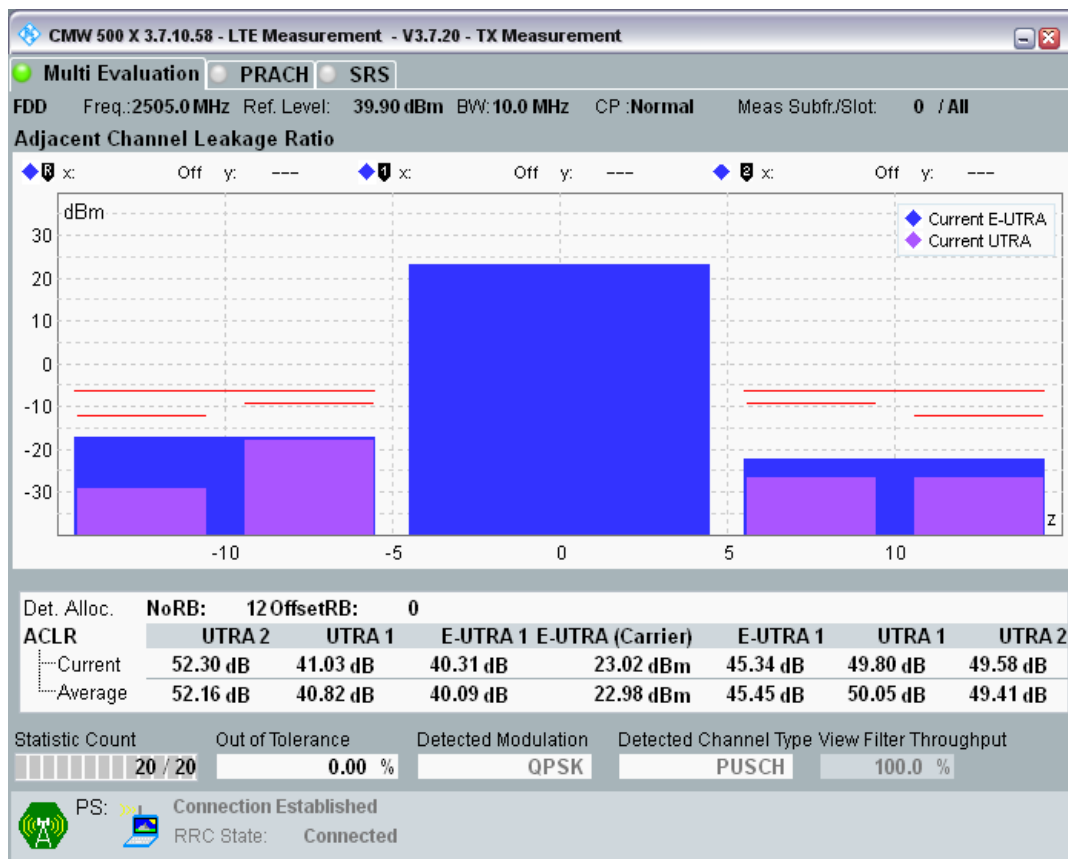 CMW 500 X 3.7.10.58 - LTE Measurement - V3.7.20 - TX Measurement
Multi Evaluation PRACH SRS
FDD Freq.:2505.0 MHz Ref. Level: 39.90 dBm BW: 10.0 MHz CP :Normal Meas Subfr./Slot: 0 / All
Adjacent Channel Leakage Ratio
R x: Off y: --- 1 x: Off y: --- 2 x: Off y: ---
dBm
Current E-UTRA
Current UTRA
30
20
10
0
-10
-20
-30
z
-10 -5 0 5 10
Det. Alloc. NoRB: 12 OffsetRB: 0
ACLR UTRA 2 UTRA 1 E-UTRA 1 E-UTRA (Carrier) E-UTRA 1 UTRA 1 UTRA 2
Current 52.30 dB 41.03 dB 40.31 dB 23.02 dBm 45.34 dB 49.80 dB 49.58 dB
Average 52.16 dB 40.82 dB 40.09 dB 22.98 dBm 45.45 dB 50.05 dB 49.41 dB
Statistic Count Out of Tolerance Detected Modulation Detected Channel Type View Filter Throughput
20 / 20 0.00 % QPSK PUSCH 100.0 %
PS: Connection Established
RRC State: Connected